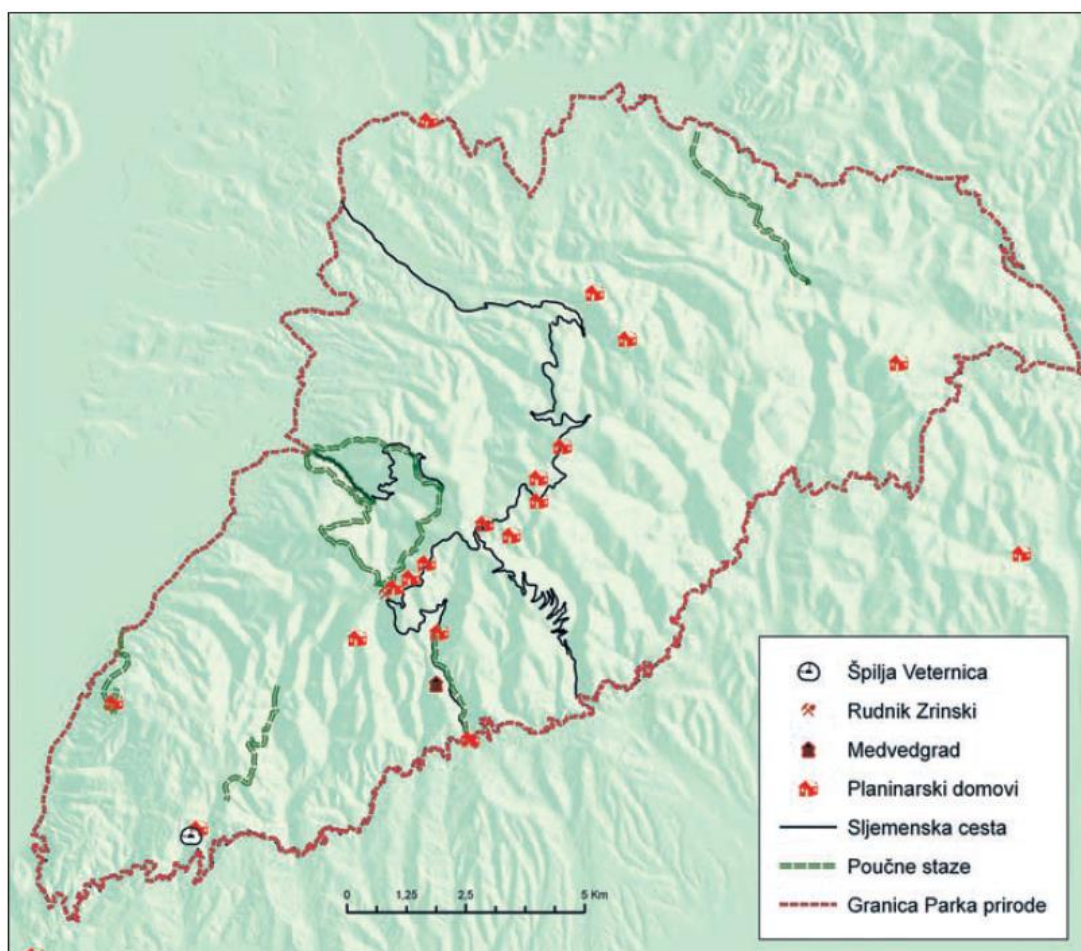 Špilja Veternica
Rudnik Zrinski
Medvedgrad
Planinarski domovi
Sljemenska cesta
Poučne staze
Granica Parka prirode
0 1,25 2,5 5 Km